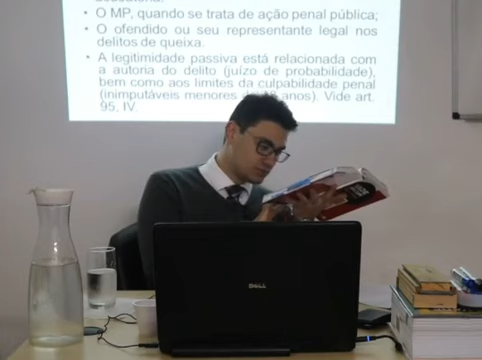 • O MP, quando se trata de ação penal pública;
• O ofendido ou seu representante legal nos
delitos de queixa.
• A legitimidade passiva está relacionada com
a autoria do delito (juízo de probabilidade),
bem como aos limites da culpabilidade penal
(inimputáveis menores anos). Vide art.
95, IV.
DELL